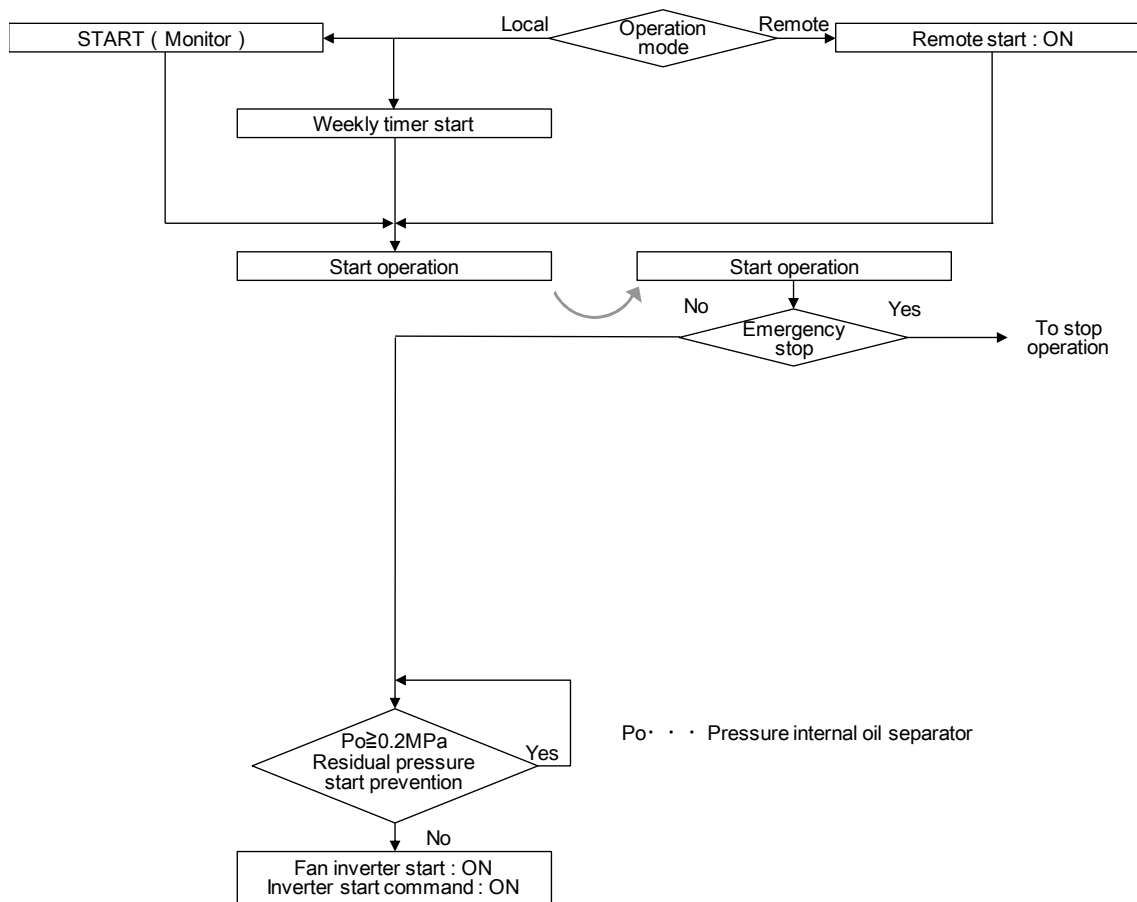 Local
Operation
mode
Remote
START ( Monitor )
Remote start : ON
Weekly timer start
Start operation
Start operation
No
Yes
Emergency
stop
To stop
operation
Po≧0.2MPa
Residual pressure
start prevention
Yes
Po・・・ Pressure internal oil separator
No
Fan inverter start : ON
Inverter start command : ON